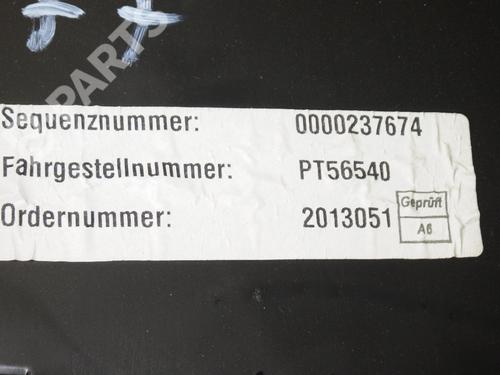 B-PARTS
Sequenznummer: 0000237674
Fahrgestellnummer: PT56540
Ordernummer: 2013051
Geprüft
A6